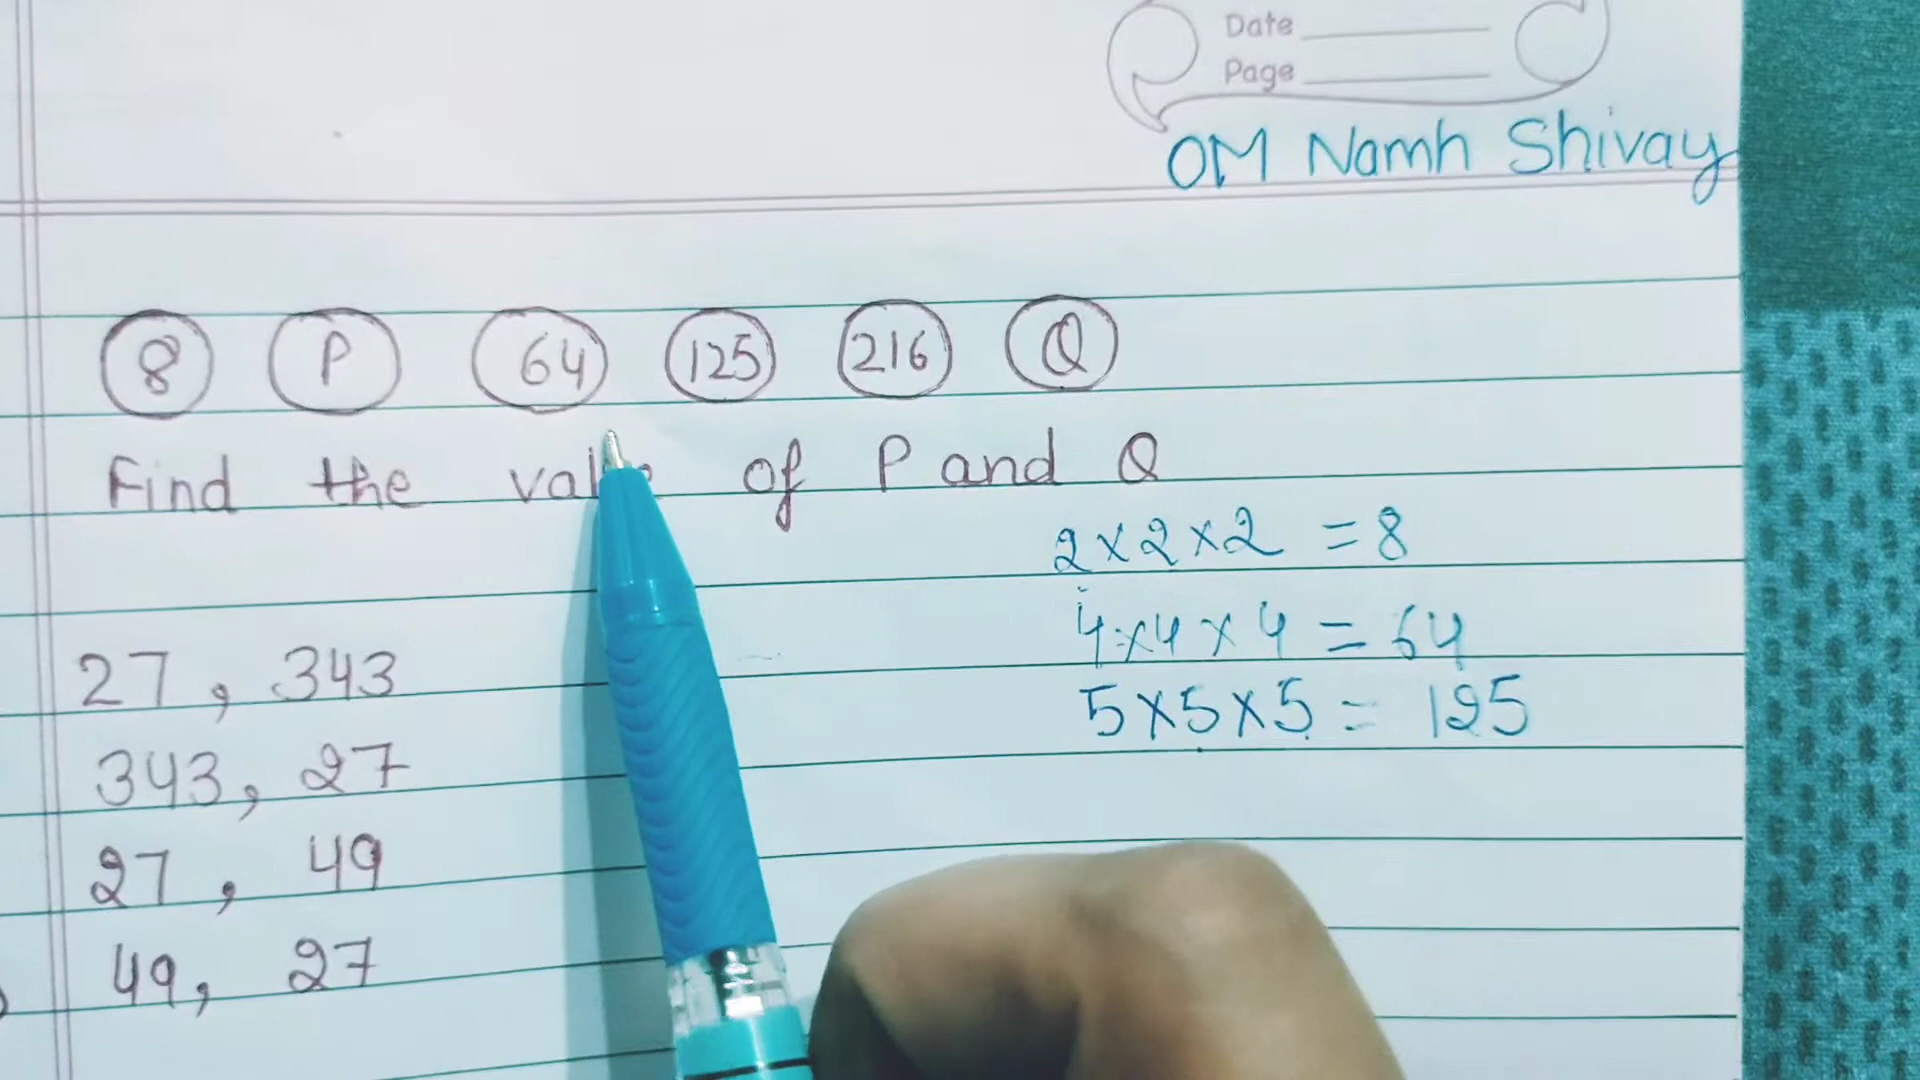 Date
Page
OM Namh Shivay
8 P 64 125 216 Q
Find the of P and Q
2×2×2 = 8
4×4×4 = 64
5×5×5 = 125
27, 343
343, 27
27, 49
49, 27